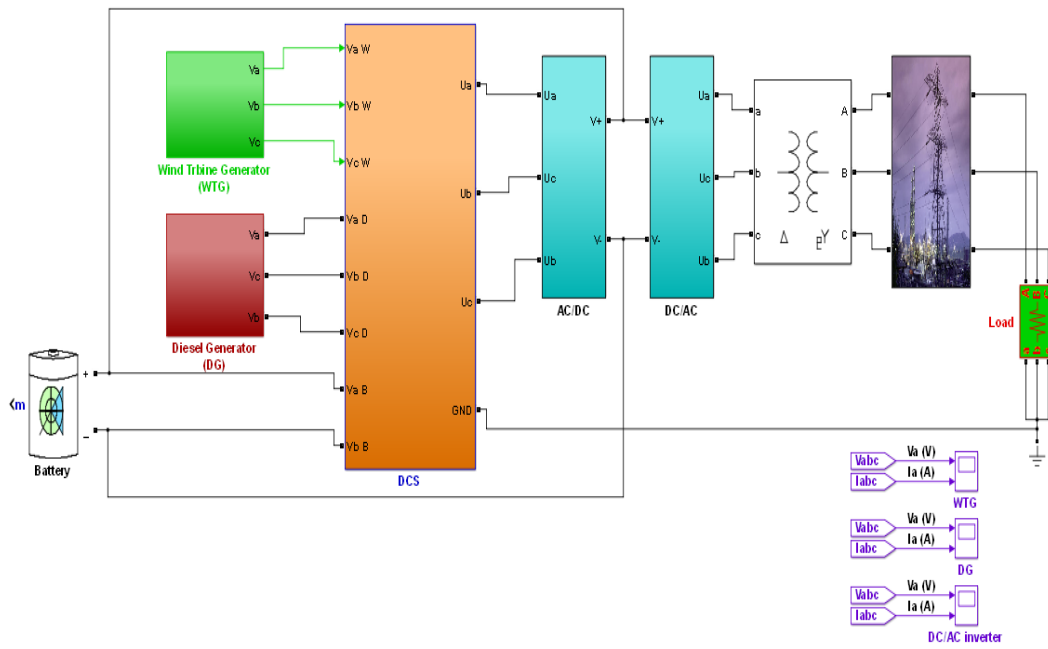 Va
Vb
Vc
Wind Trbine Generator
(WTG)
Va
Vc
Vb
Diesel Generator
(DG)
+
<m
−
Battery
Va W
Vb W
Vc W
Va D
Vb D
Vc D
Va B
Vb B
Ua
Ub
Uc
GND
DCS
Ua
Uc
Ub
V+
V-
AC/DC
V+
V-
Ua
Uc
Ub
DC/AC
a
b
c
A
B
C
Δ
Load
A
B
C
a
b
c
Vabc
Iabc
Va (V)
Ia (A)
WTG
Vabc
Iabc
Va (V)
Ia (A)
DG
Vabc
Iabc
Va (V)
Ia (A)
DC/AC inverter